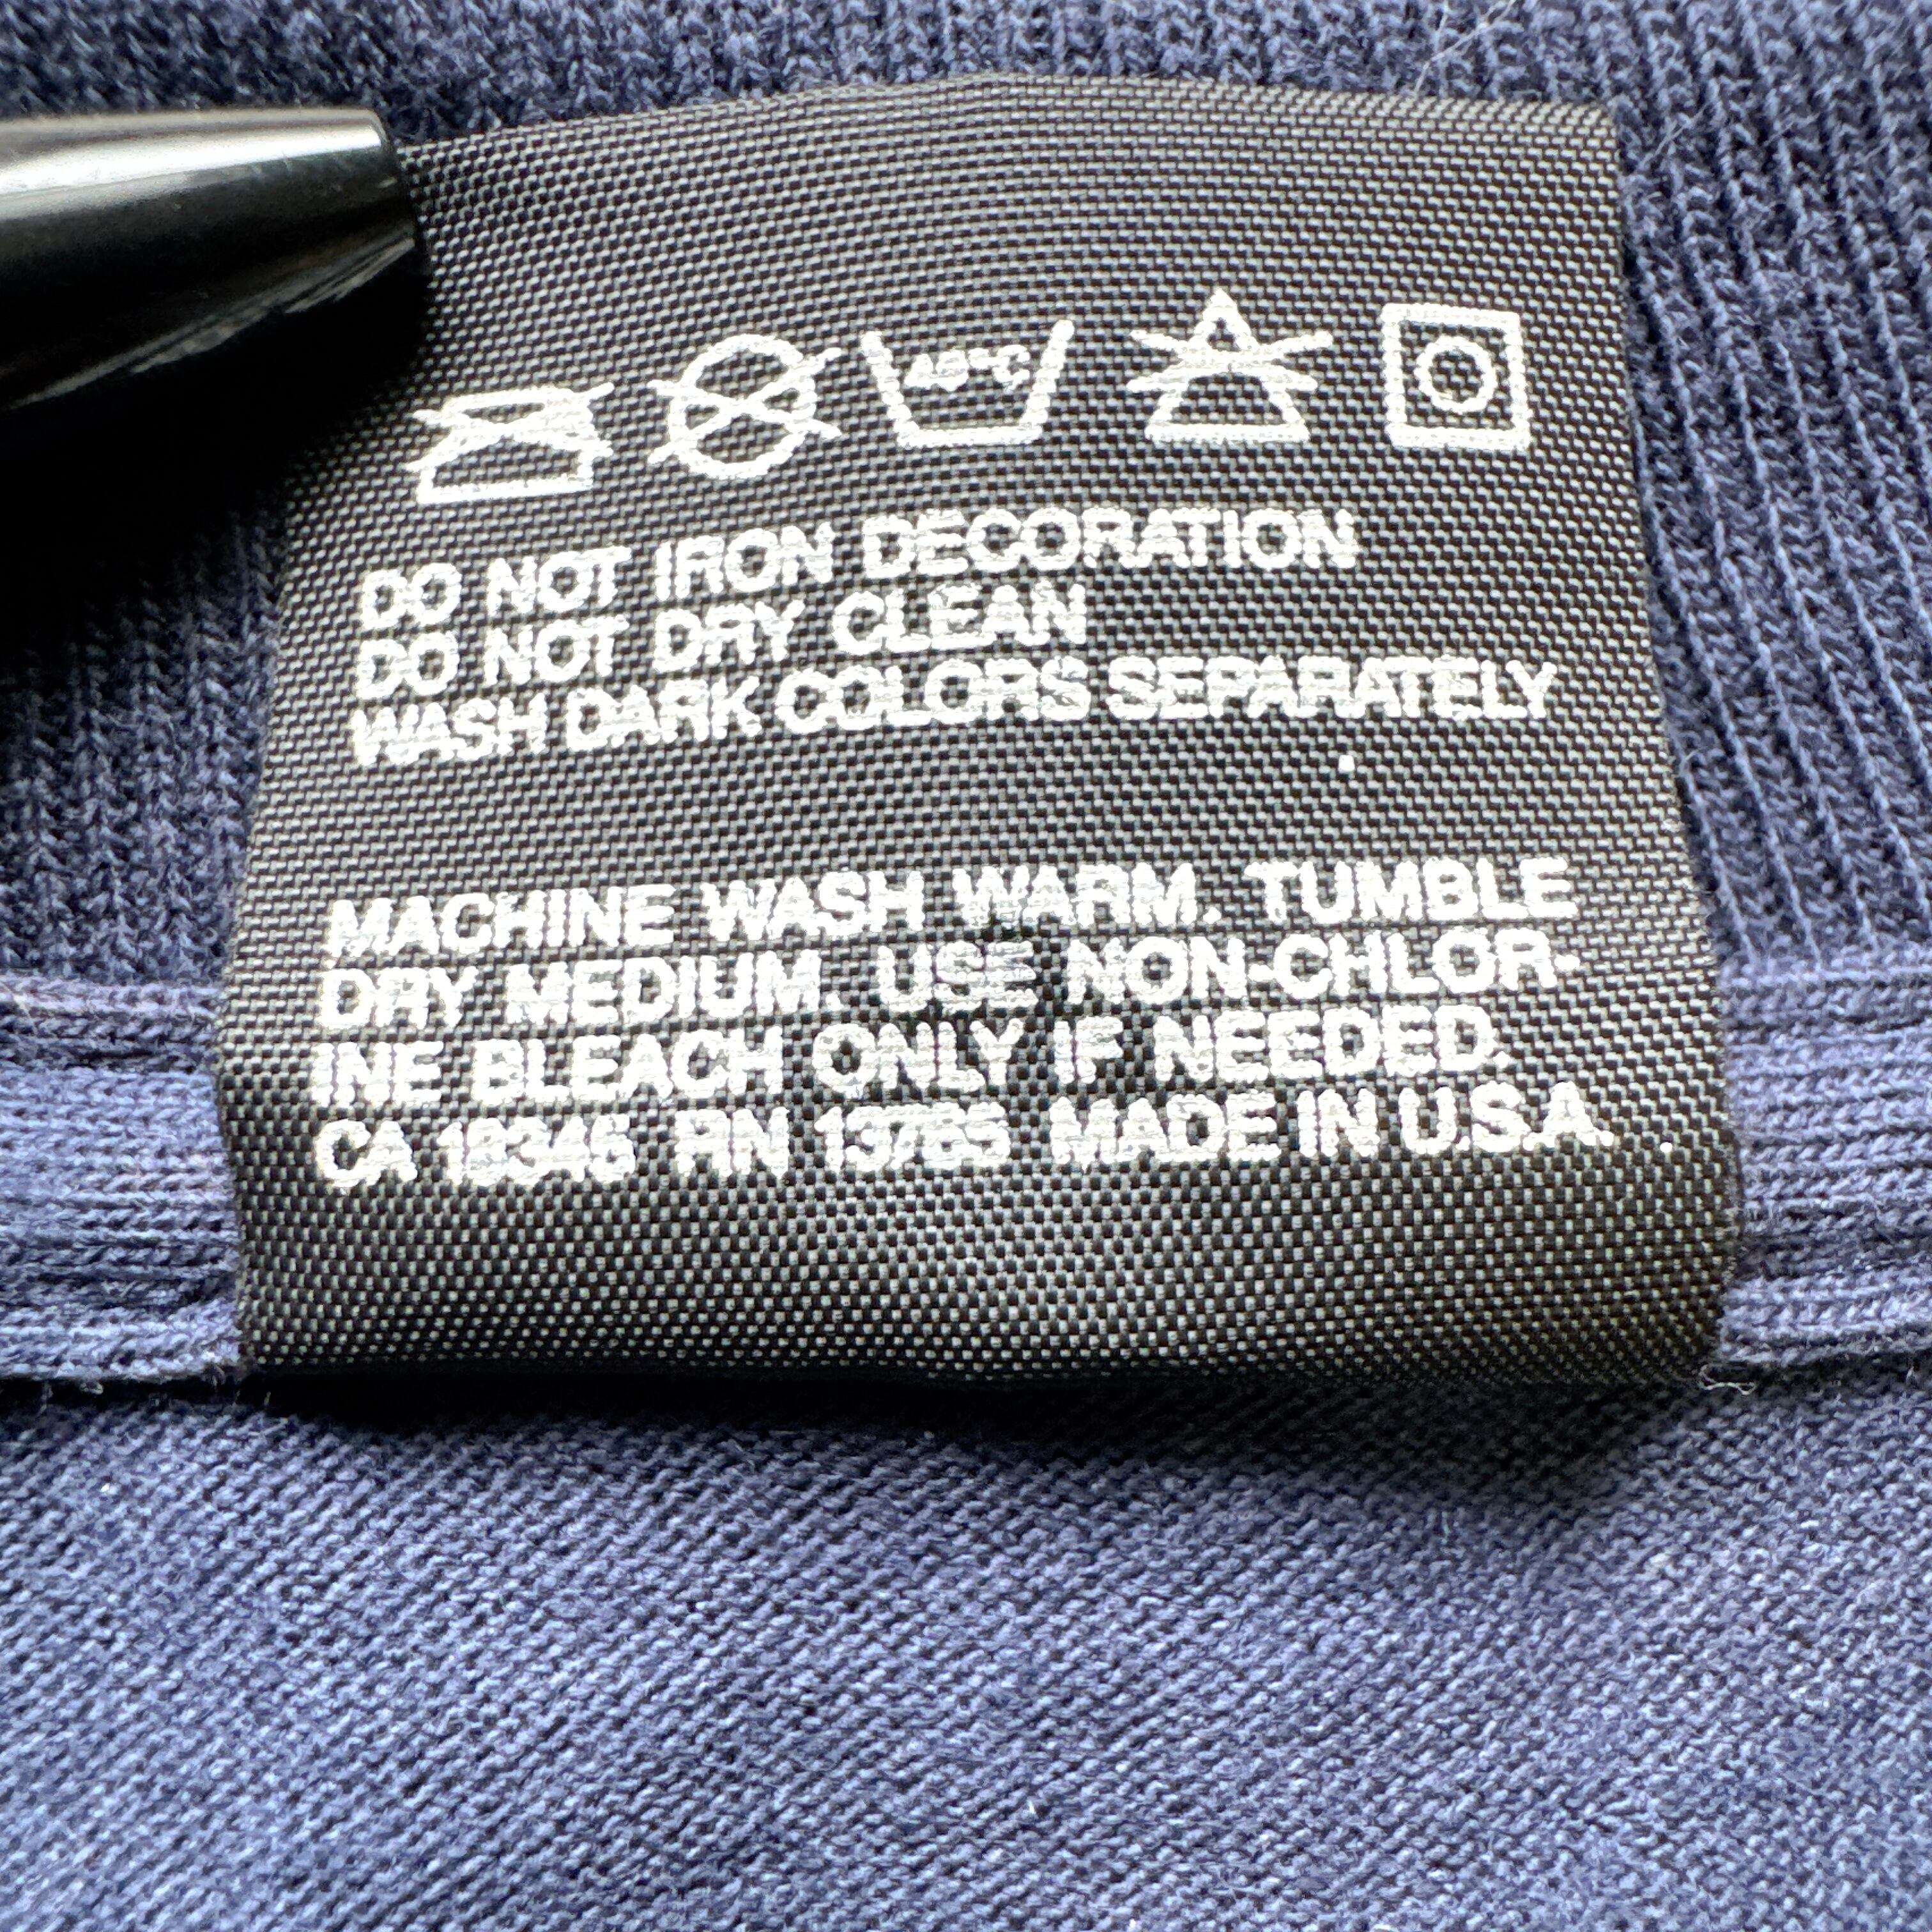 40°C
DO NOT IRON DECORATION
DO NOT DRY CLEAN
WASH DARK COLORS SEPARATELY
MACHINE WASH WARM. TUMBLE
DRY MEDIUM. USE NON-CHLOR-
INE BLEACH ONLY IF NEEDED.
CA 19345 RN 13765 MADE IN U.S.A.